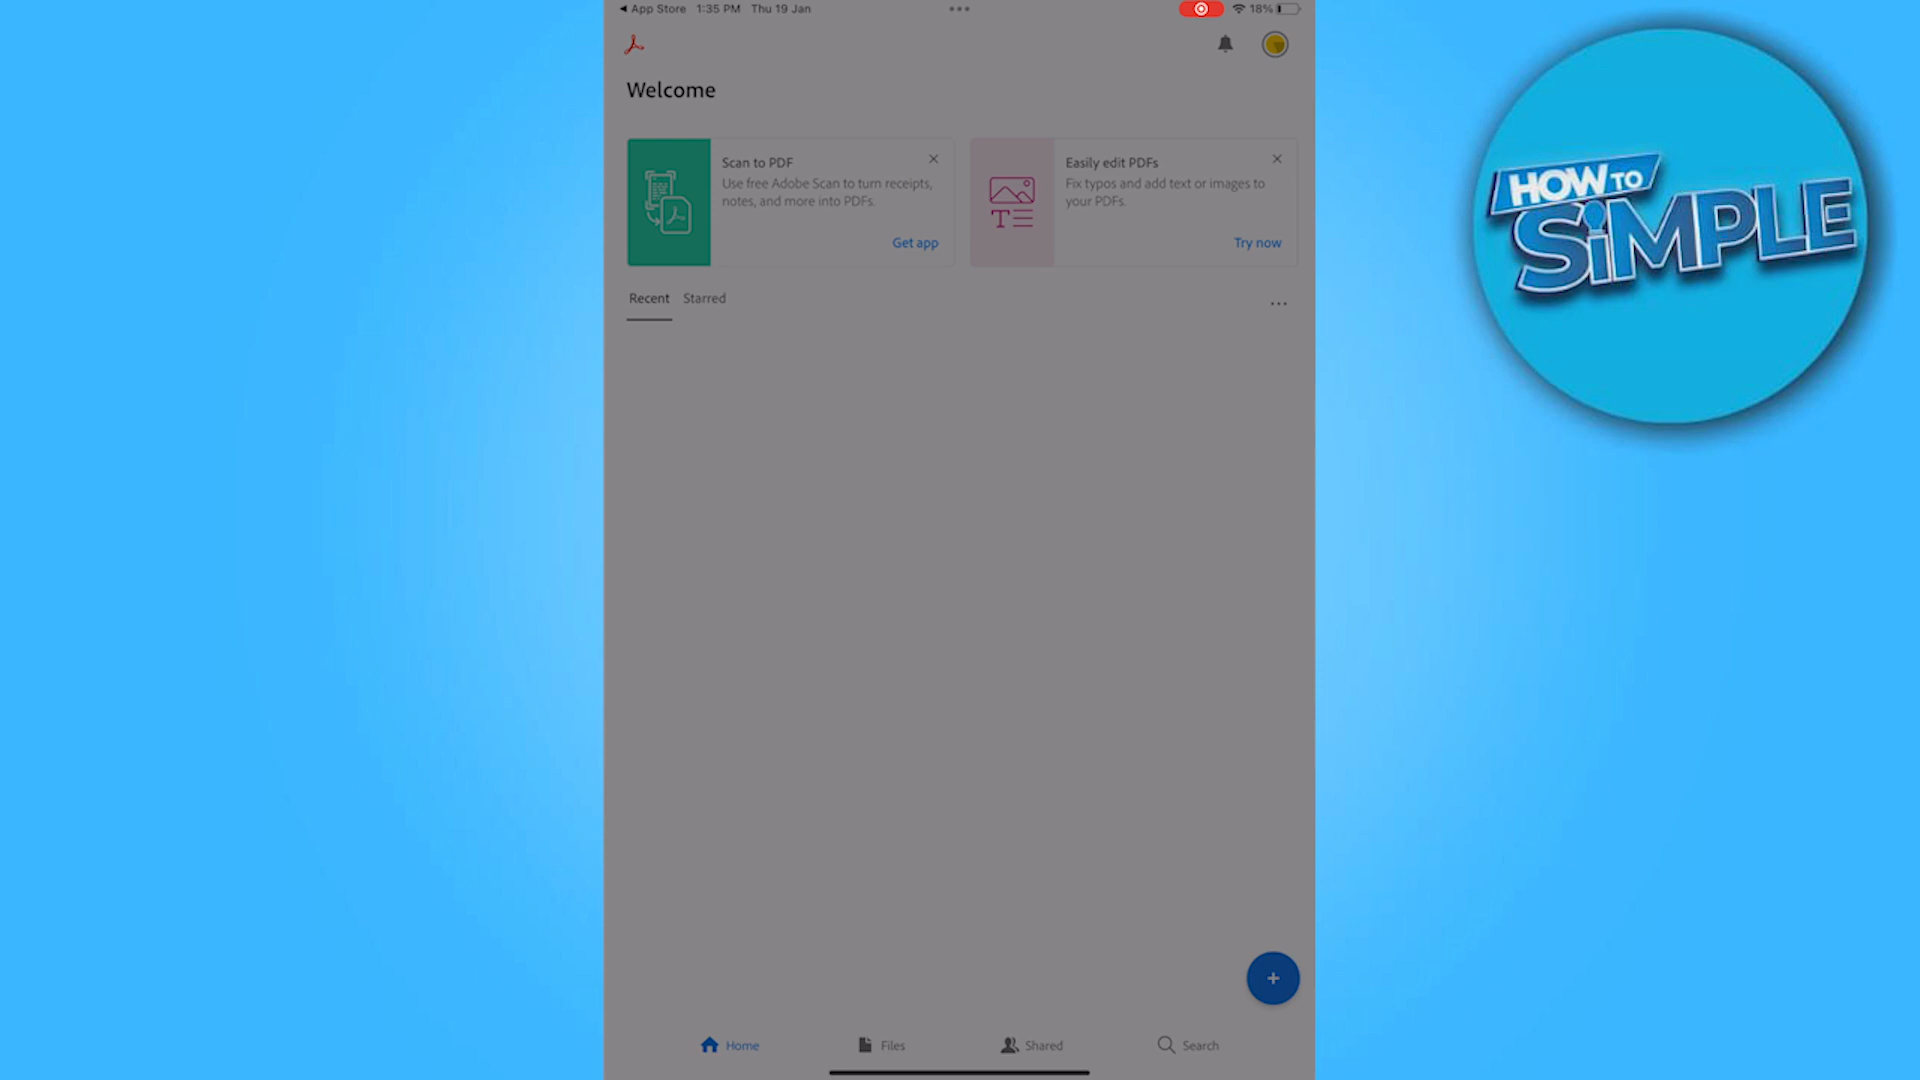 App Store 1:35 PM Thu 19 Jan
18%
Welcome
Scan to PDF
Use free Adobe Scan to turn receipts,
notes, and more into PDFs.
Get app
Easily edit PDFs
Fix typos and add text or images to
your PDFs.
Try now
Recent Starred
Home Files Shared Search
HOW TO
SiMPLE